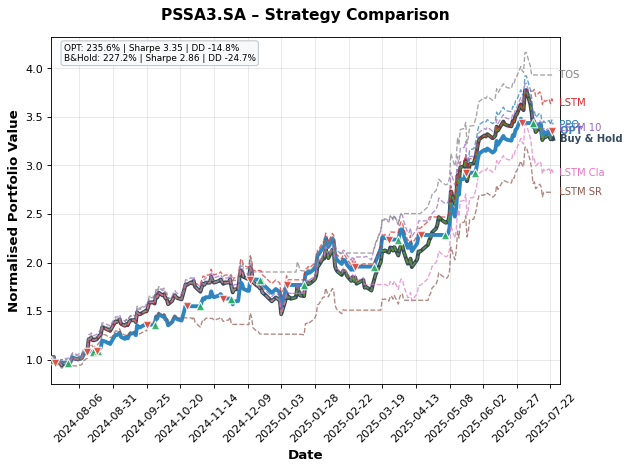 PSSA3.SA – Strategy Comparison
OPT: 235.6% | Sharpe 3.35 | DD -14.8%
B&Hold: 227.2% | Sharpe 2.86 | DD -24.7%
Normalised Portfolio Value
4.0
3.5
3.0
2.5
2.0
1.5
1.0
TOS
LSTM
PPO
10
OPT
Buy & Hold
LSTM Cla
LSTM SR
2024-08-06
2024-08-31
2024-09-25
2024-10-20
2024-11-14
2024-12-09
2025-01-03
2025-01-28
2025-02-22
2025-03-19
2025-04-13
2025-05-08
2025-06-02
2025-06-27
2025-07-22
Date